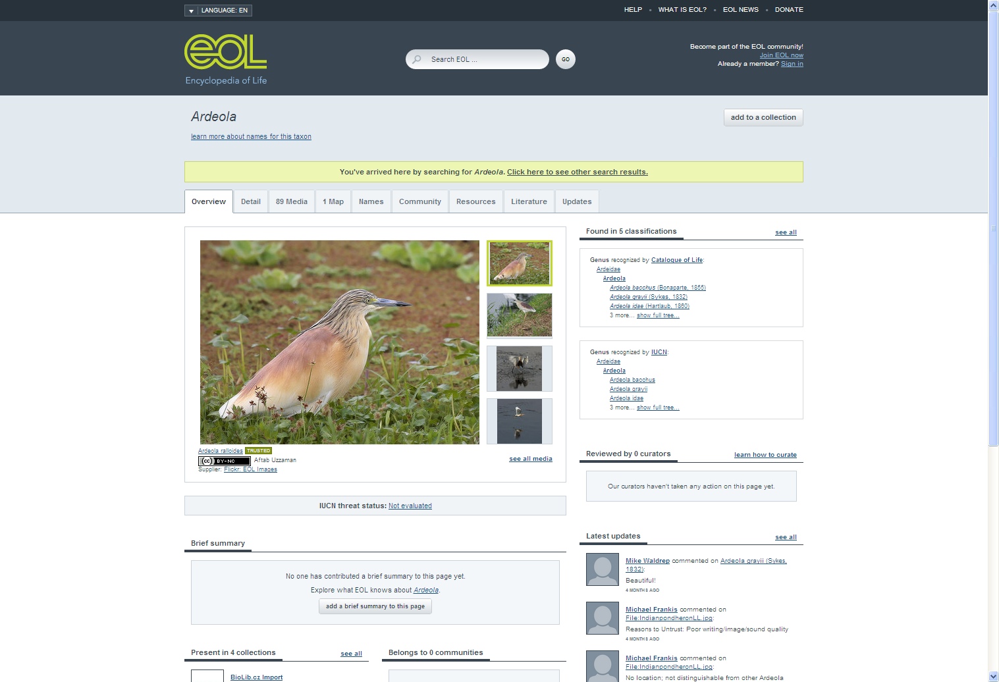 LANGUAGE: EN
HELP • WHAT IS EOL? • EOL NEWS • DONATE
eOL
Encyclopedia of Life
Search EOL ...
GO
Become part of the EOL community!
Join EOL now
Already a member? Sign in
Ardeola
add to a collection
learn more about names for this taxon
You've arrived here by searching for Ardeola. Click here to see other search results.
Overview
Detail
89 Media
1 Map
Names
Community
Resources
Literature
Updates
Ardeola ralloides TRUSTED
(cc) BY-NC Aftab Uzzaman
Supplier: Flickr: EOL Images
see all media
IUCN threat status: Not evaluated
Brief summary
No one has contributed a brief summary to this page yet.
Explore what EOL knows about Ardeola.
add a brief summary to this page
Present in 4 collections
see all
BioLib.cz Import
Belongs to 0 communities
Found in 5 classifications
see all
Genus recognized by Catalogue of Life:
Ardeidae
Ardeola
Ardeola bacchus (Bonaparte, 1855)
Ardeola grayii (Sykes, 1832)
Ardeola idae (Hartlaub, 1860)
3 more... show full tree...
Genus recognized by IUCN:
Ardeidae
Ardeola
Ardeola bacchus
Ardeola grayii
Ardeola idae
3 more... show full tree...
Reviewed by 0 curators
learn how to curate
Our curators haven't taken any action on this page yet.
Latest updates
see all
Mike Waldrep commented on Ardeola grayii (Sykes,
1832):
Beautiful!
4 MONTHS AGO
Michael Frankis commented on
File:IndianpondheronLL.jpg:
Reasons to Untrust: Poor writing/image/sound quality
4 MONTHS AGO
Michael Frankis commented on
File:IndianpondheronLL.jpg:
No location; not distinguishable from other Ardeola